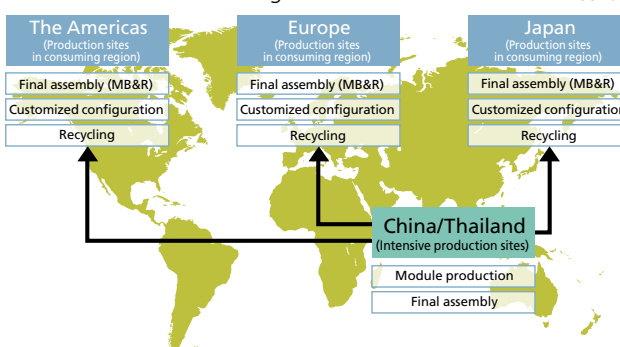 The Americas
(Production sites
in consuming region)
Final assembly (MB&R)
Customized configuration
Recycling
Europe
(Production sites
in consuming region)
Final assembly (MB&R)
Customized configuration
Recycling
Japan
(Production sites
in consuming region)
Final assembly (MB&R)
Customized configuration
Recycling
China/Thailand
(Intensive production sites)
Module production
Final assembly